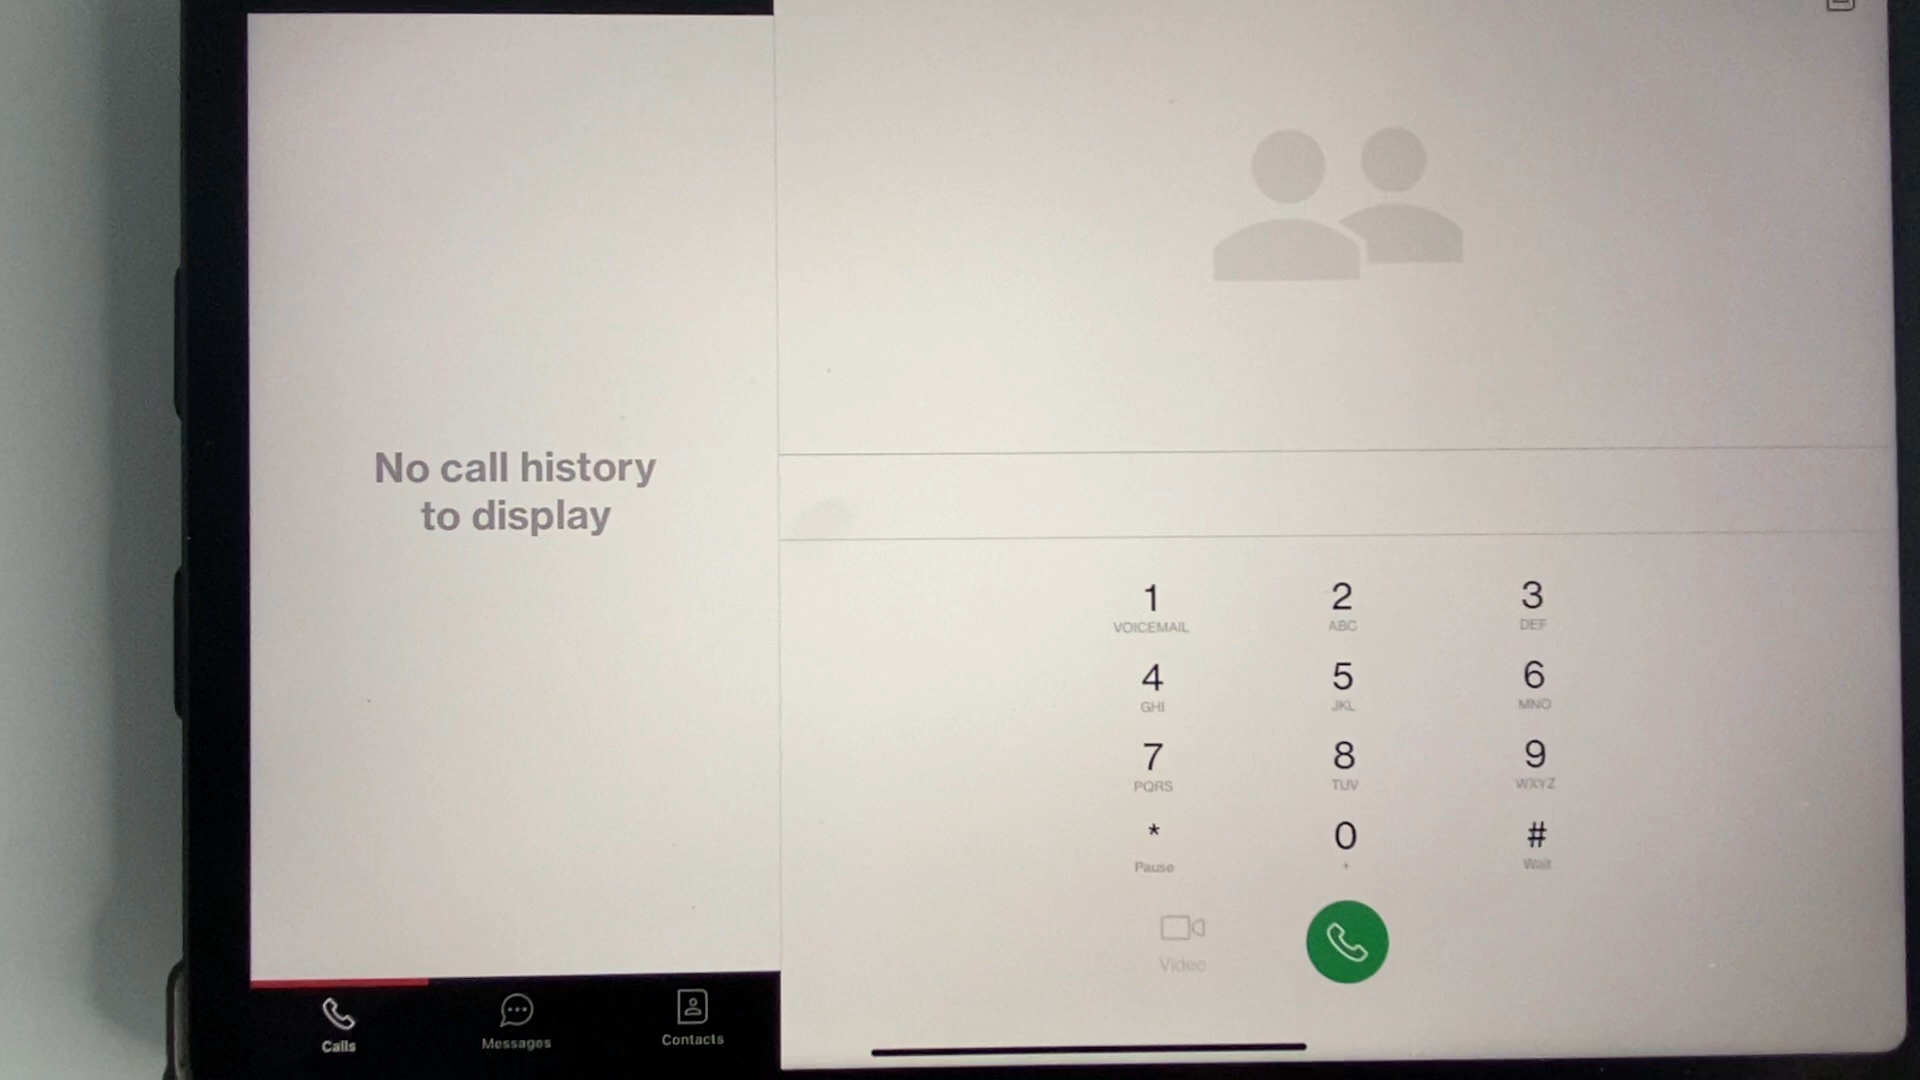 No call history
to display
1
VOICEMAIL
2
ABC
3
DEF
4
GHI
5
JKL
6
MNO
7
PQRS
8
TUV
9
WXYZ
*
Pause
0
+
#
Wait
Video
Calls
Messages
Contacts